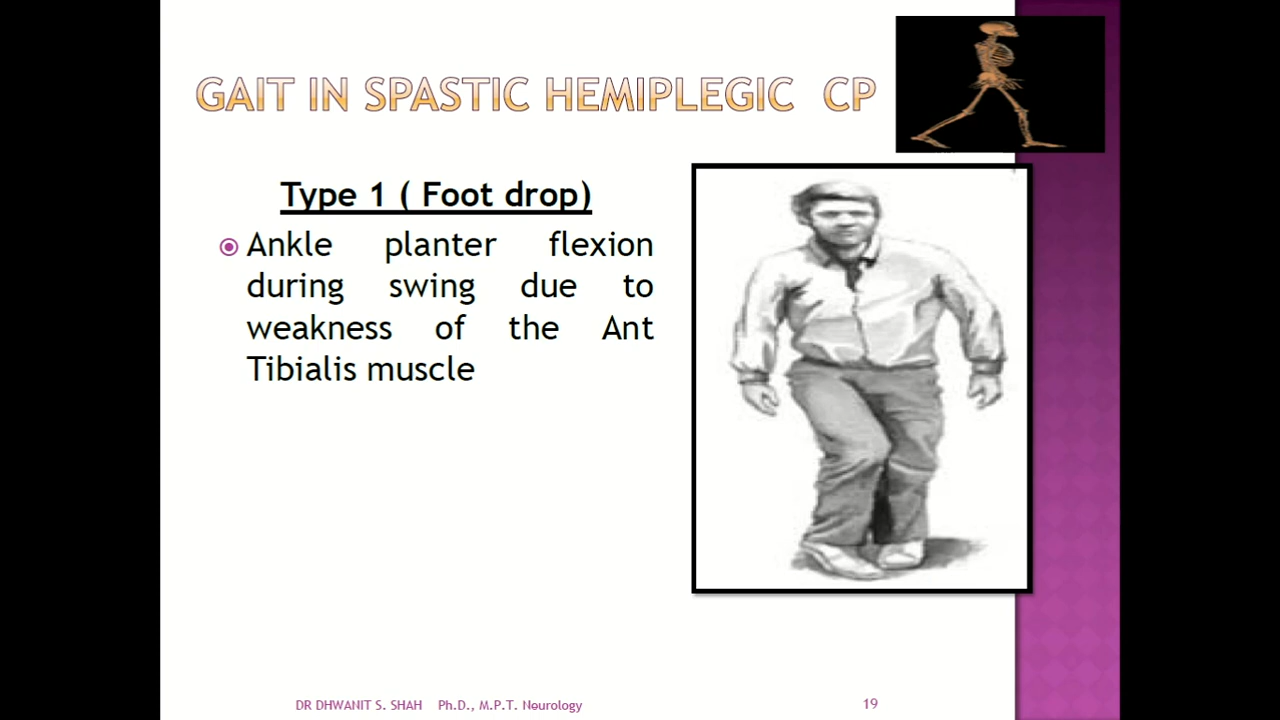 GAIT IN SPASTIC HEMIPLEGIC CP
Type 1 ( Foot drop)
Ankle planter flexion
during swing due to
weakness of the Ant
Tibialis muscle
DR DHWANIT S. SHAH Ph.D., M.P.T. Neurology
19